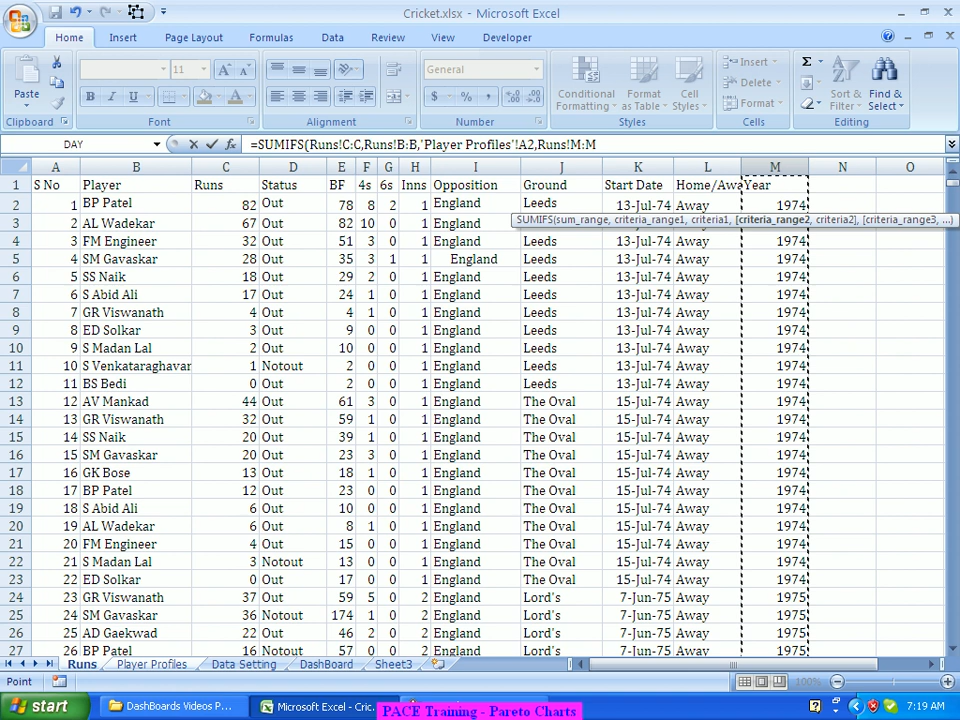 Cricket.xlsx - Microsoft Excel
Home Insert Page Layout Formulas Data Review View Developer
Paste
11
General
Conditional Formatting
Format as Table
Cell Styles
Insert
Delete
Format
Sort & Filter
Find & Select
Clipboard Font Alignment Number Styles Cells Editing
DAY =SUMIFS(Runs!C:C,Runs!B:B,'Player Profiles'!A2,Runs!M:M
A B C D E F G H I J K L M N O
1 S No Player Runs Status BF 4s 6s Inns Opposition Ground Start Date Home/Awa Year
2 1 BP Patel 82 Out 78 8 2 1 England Leeds 13-Jul-74 Away 1974
SUMIFS(sum_range, criteria_range1, criteria1, [criteria_range2, criteria2], [criteria_range3, ...)
3 2 AL Wadekar 67 Out 82 10 0 1 England
4 3 FM Engineer 32 Out 51 3 0 1 England Leeds 13-Jul-74 Away 1974
5 4 SM Gavaskar 28 Out 35 3 1 1 England Leeds 13-Jul-74 Away 1974
6 5 SS Naik 18 Out 29 2 0 1 England Leeds 13-Jul-74 Away 1974
7 6 S Abid Ali 17 Out 24 1 0 1 England Leeds 13-Jul-74 Away 1974
8 7 GR Viswanath 4 Out 4 1 0 1 England Leeds 13-Jul-74 Away 1974
9 8 ED Solkar 3 Out 9 0 0 1 England Leeds 13-Jul-74 Away 1974
10 9 S Madan Lal 2 Out 10 0 0 1 England Leeds 13-Jul-74 Away 1974
11 10 S Venkataraghavar 1 Notout 2 0 0 1 England Leeds 13-Jul-74 Away 1974
12 11 BS Bedi 0 Out 2 0 0 1 England Leeds 13-Jul-74 Away 1974
13 12 AV Mankad 44 Out 61 3 0 1 England The Oval 15-Jul-74 Away 1974
14 13 GR Viswanath 32 Out 59 1 0 1 England The Oval 15-Jul-74 Away 1974
15 14 SS Naik 20 Out 39 1 0 1 England The Oval 15-Jul-74 Away 1974
16 15 SM Gavaskar 20 Out 23 3 0 1 England The Oval 15-Jul-74 Away 1974
17 16 GK Bose 13 Out 18 1 0 1 England The Oval 15-Jul-74 Away 1974
18 17 BP Patel 12 Out 23 0 0 1 England The Oval 15-Jul-74 Away 1974
19 18 S Abid Ali 6 Out 10 0 0 1 England The Oval 15-Jul-74 Away 1974
20 19 AL Wadekar 6 Out 8 1 0 1 England The Oval 15-Jul-74 Away 1974
21 20 FM Engineer 4 Out 15 0 0 1 England The Oval 15-Jul-74 Away 1974
22 21 S Madan Lal 3 Notout 13 0 0 1 England The Oval 15-Jul-74 Away 1974
23 22 ED Solkar 0 Out 17 0 0 1 England The Oval 15-Jul-74 Away 1974
24 23 GR Viswanath 37 Out 59 5 0 2 England Lord's 7-Jun-75 Away 1975
25 24 SM Gavaskar 36 Notout 174 1 0 2 England Lord's 7-Jun-75 Away 1975
26 25 AD Gaekwad 22 Out 46 2 0 2 England Lord's 7-Jun-75 Away 1975
27 26 BP Patel 16 Notout 57 0 0 2 England Lord's 7-Jun-75 Away 1975
Runs Player Profiles Data Setting DashBoard Sheet3
Point 100%
start DashBoards Videos P... Microsoft Excel - Cric... 7:19 AM
PACE Training - Pareto Charts